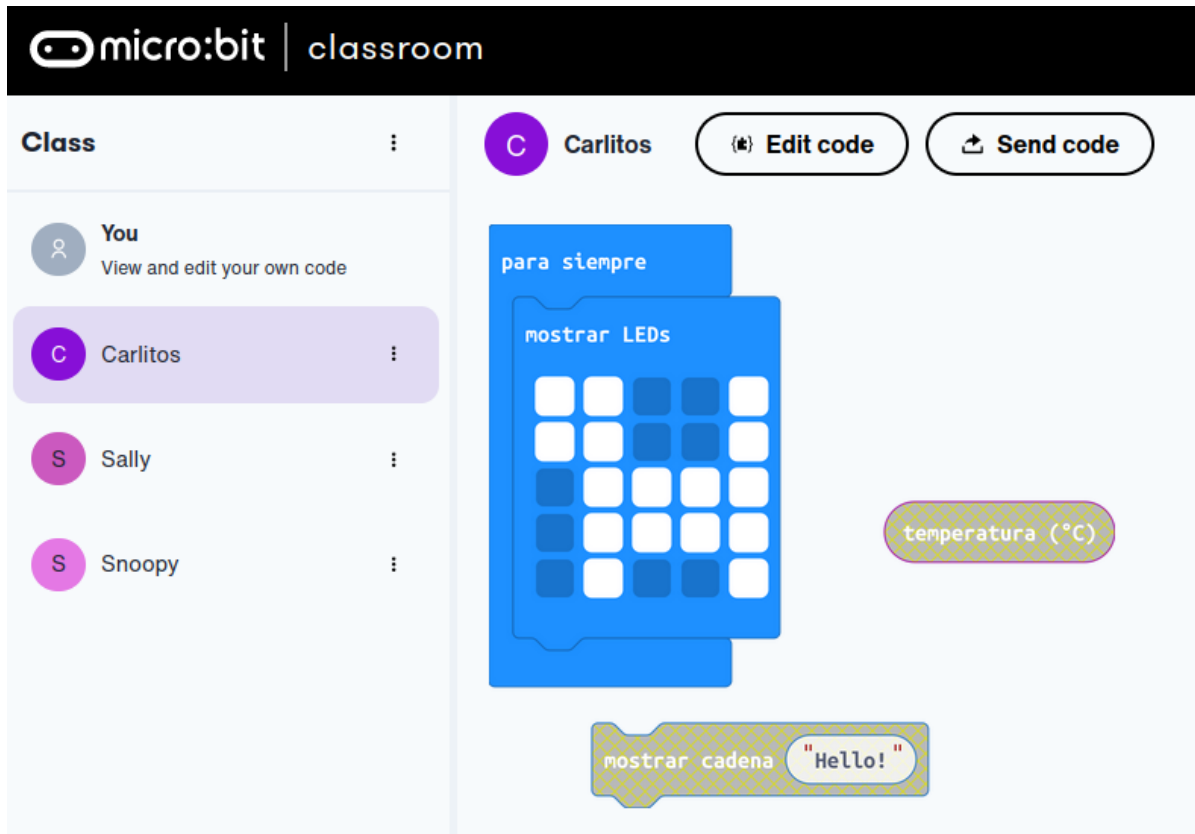 micro:bit | classroom
Class
You
View and edit your own code
C Carlitos
S Sally
S Snoopy
C Carlitos Edit code Send code
para siempre
mostrar LEDs
temperatura (°C)
mostrar cadena "Hello!"